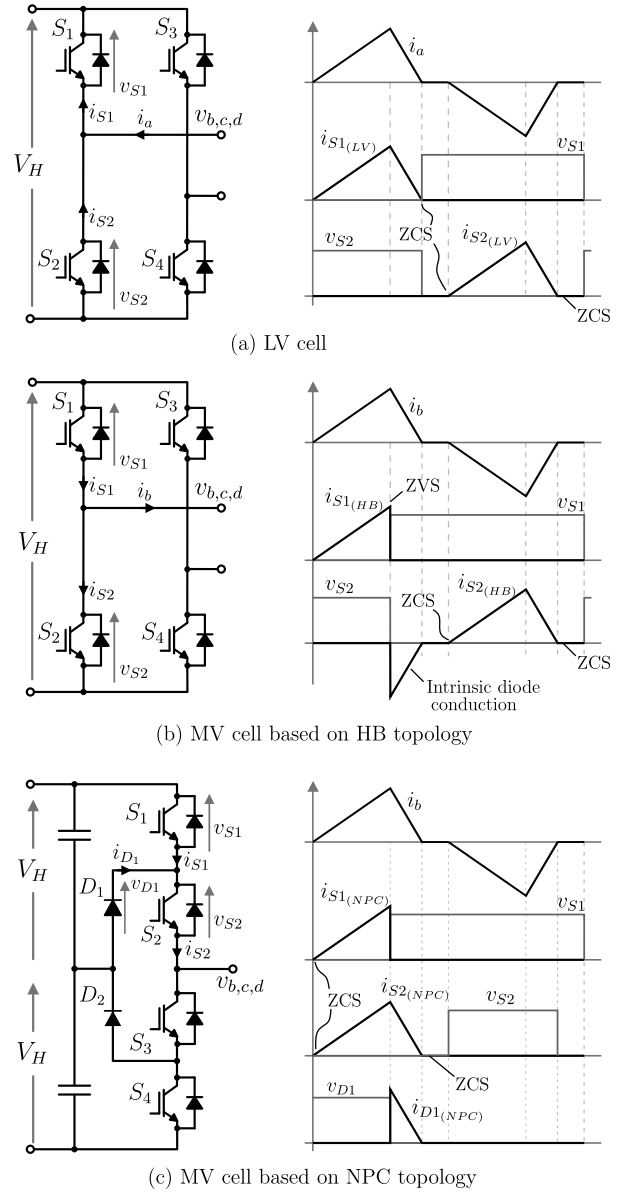 S1
S3
vS1
iS1
ia
vb,c,d
VH
iS2
S2
S4
vS2
ia
iS1(LV)
vS1
ZCS
vS2
iS2(LV)
ZCS
(a) LV cell
S1
S3
vS1
iS1
ib
vb,c,d
VH
iS2
S2
S4
vS2
ib
ZVS
iS1(HB)
vS1
vS2
ZCS
iS2(HB)
ZCS
Intrinsic diode
conduction
(b) MV cell based on HB topology
S1
vS1
iD1
iS1
VH
D1
vD1
S2
vS2
iS2
D2
vb,c,d
VH
S3
S4
ib
iS1(NPC)
vS1
ZCS
iS2(NPC)
vS2
ZCS
vD1
iD1(NPC)
(c) MV cell based on NPC topology